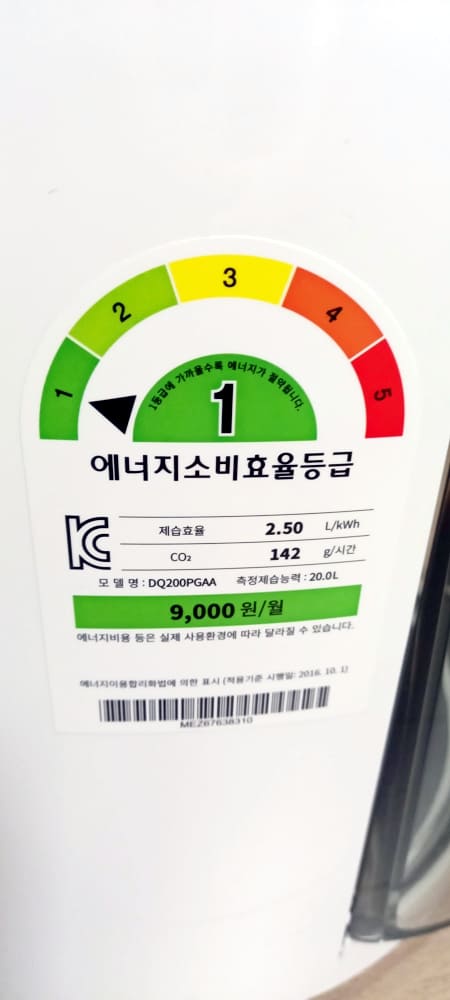 1 2 3 4 5
1등급에 가까울수록 에너지가 절약됩니다.
1
에너지소비효율등급
KC
제습효율 2.50 L/kWh
CO₂ 142 g/시간
모 델 명 : DQ200PGAA 측정제습능력 : 20.0L
9,000 원/월
에너지비용 등은 실제 사용환경에 따라 달라질 수 있습니다.
에너지이용합리화법에 의한 표시 (적용기준 시행일: 2016. 10. 1)
MEZ67638310